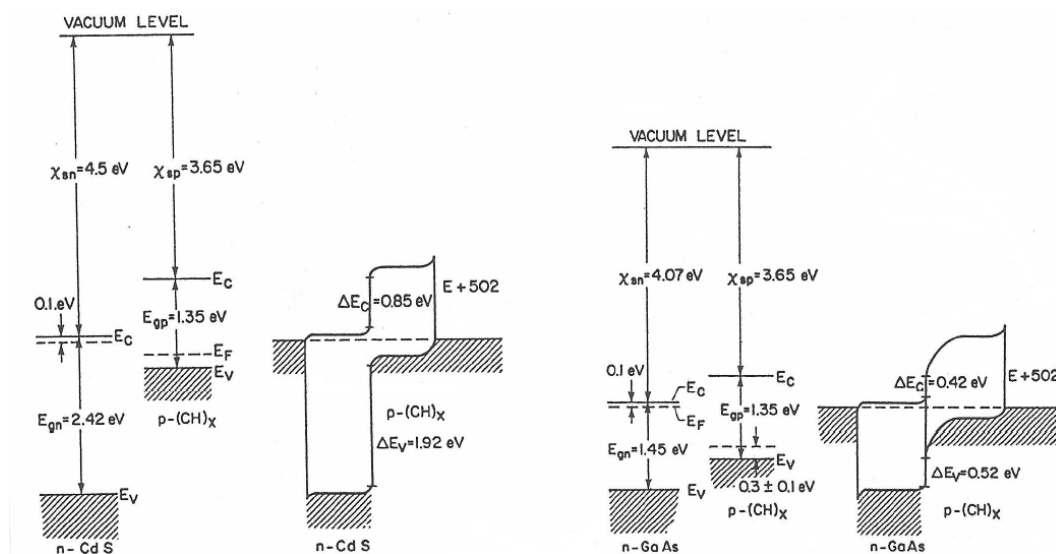 VACUUM LEVEL
χsn=4.5 eV
χsp=3.65 eV
EC
0.1.eV
EC
Egp=1.35 eV
EF
EV
p-(CH)X
Egn=2.42 eV
EV
n-CdS
ΔEC=0.85 eV
E+502
p-(CH)X
ΔEV=1.92 eV
n-CdS
VACUUM LEVEL
χsn=4.07 eV
χsp=3.65 eV
EC
0.1 eV
EC
EF
Egp=1.35 eV
Egn=1.45 eV
EV
0.3 ± 0.1 eV
EV
p-(CH)X
n-GaAs
ΔEC=0.42 eV
E+502
ΔEV=0.52 eV
p-(CH)X
n-GaAs